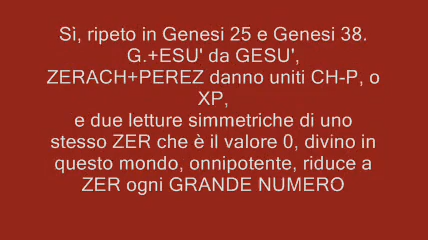 Sì, ripeto in Genesi 25 e Genesi 38.
G.+ESU' da GESU',
ZERACH+PEREZ danno uniti CH-P, o
XP,
e due letture simmetriche di uno
stesso ZER che è il valore 0, divino in
questo mondo, onnipotente, riduce a
ZER ogni GRANDE NUMERO